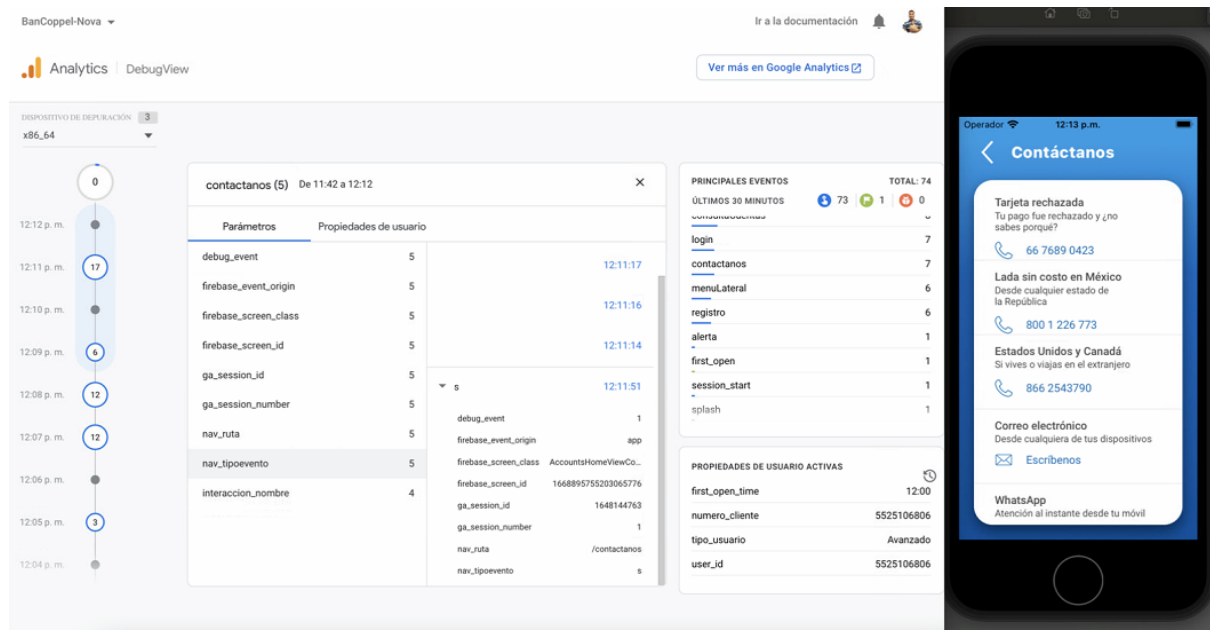 BanCoppel-Nova
Ir a la documentación
Analytics
DebugView
Ver más en Google Analytics
DISPOSITIVO DE DEPURACIÓN 3
x86_64
0
12:12 p. m.
12:11 p. m. 17
12:10 p. m.
12:09 p. m. 6
12:08 p. m. 12
12:07 p. m. 12
12:06 p. m.
12:05 p. m. 3
12:04 p. m.
contactanos (5) De 11:42 a 12:12
Parámetros Propiedades de usuario
debug_event 5
firebase_event_origin 5
firebase_screen_class 5
firebase_screen_id 5
ga_session_id 5
ga_session_number 5
nav_ruta 5
nav_tipoevento 5
interaccion_nombre 4
12:11:17
12:11:16
12:11:14
s 12:11:51
debug_event 1
firebase_event_origin app
firebase_screen_class AccountsHomeViewCo...
firebase_screen_id 1668895755203065776
ga_session_id 1648144763
ga_session_number 1
nav_ruta /contactanos
nav_tipoevento s
PRINCIPALES EVENTOS TOTAL: 74
ÚLTIMOS 30 MINUTOS 73 1 0
login 7
contactanos 7
menuLateral 6
registro 6
alerta 1
first_open 1
session_start 1
splash 1
PROPIEDADES DE USUARIO ACTIVAS
first_open_time 12:00
numero_cliente 5525106806
tipo_usuario Avanzado
user_id 5525106806
Operador 12:13 p.m.
Contáctanos
Tarjeta rechazada
Tu pago fue rechazado y ¿no
sabes porqué?
66 7689 0423
Lada sin costo en México
Desde cualquier estado de
la República
800 1 226 773
Estados Unidos y Canadá
Si vives o viajas en el extranjero
866 2543790
Correo electrónico
Desde cualquiera de tus dispositivos
Escríbenos
WhatsApp
Atención al instante desde tu móvil